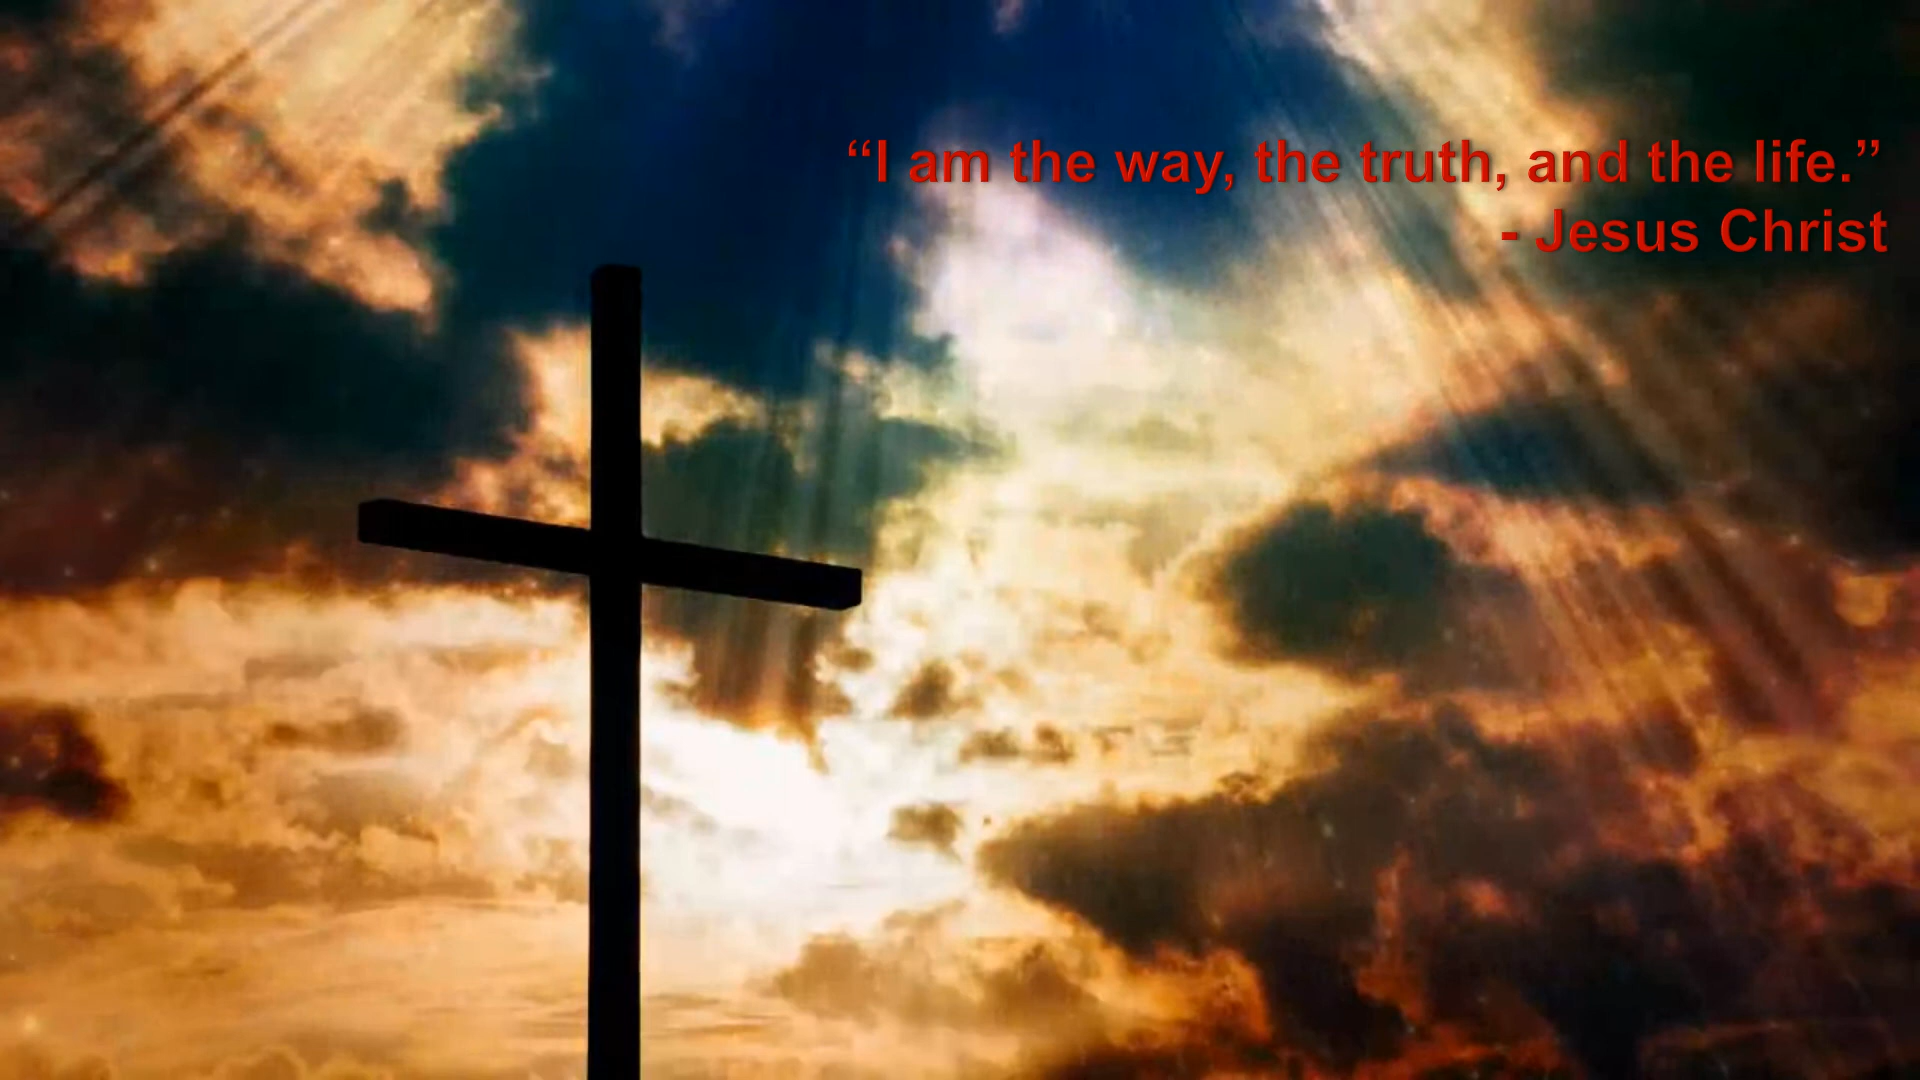 “I am the way, the truth, and the life.”
- Jesus Christ